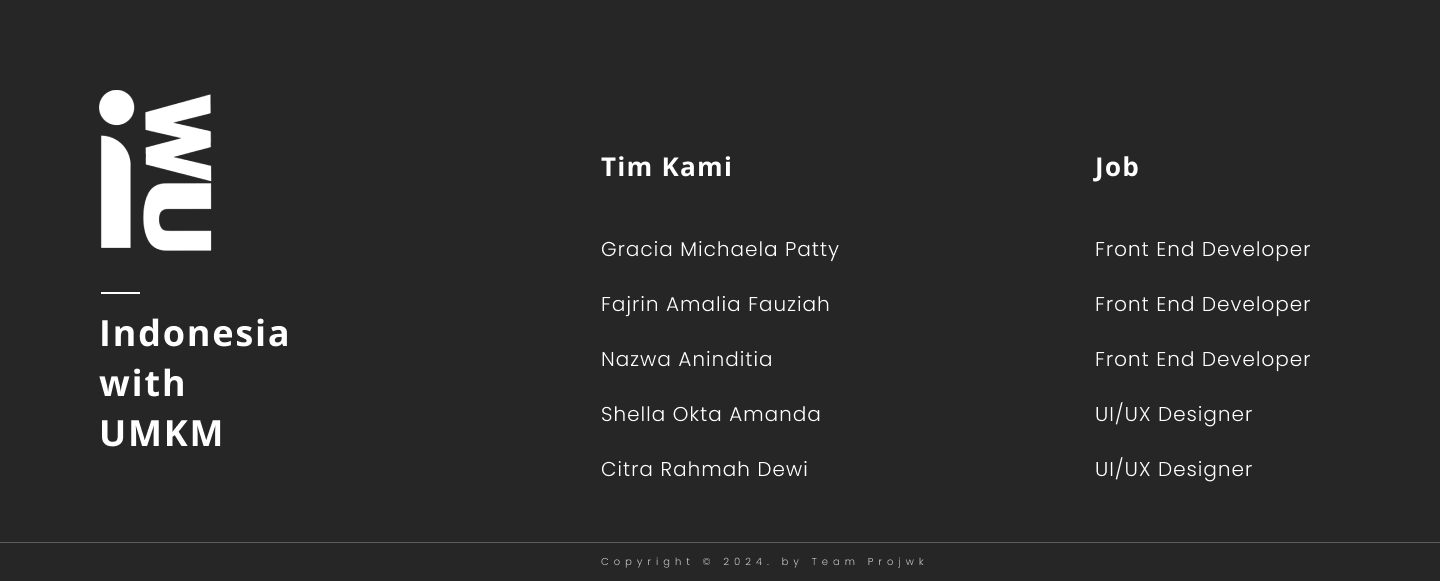 iwu
Indonesia
with
UMKM
Tim Kami
Gracia Michaela Patty
Fajrin Amalia Fauziah
Nazwa Aninditia
Shella Okta Amanda
Citra Rahmah Dewi
Job
Front End Developer
Front End Developer
Front End Developer
UI/UX Designer
UI/UX Designer
Copyright © 2024. by Team Projwk